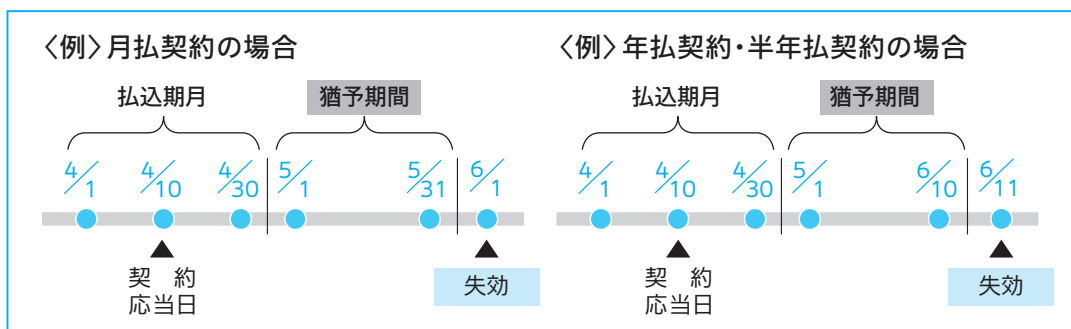 〈例〉月払契約の場合
払込期月
猶予期間
4/1
4/10
4/30
5/1
5/31
6/1
契 約
応当日
失効
〈例〉年払契約・半年払契約の場合
払込期月
猶予期間
4/1
4/10
4/30
5/1
6/10
6/11
契 約
応当日
失効